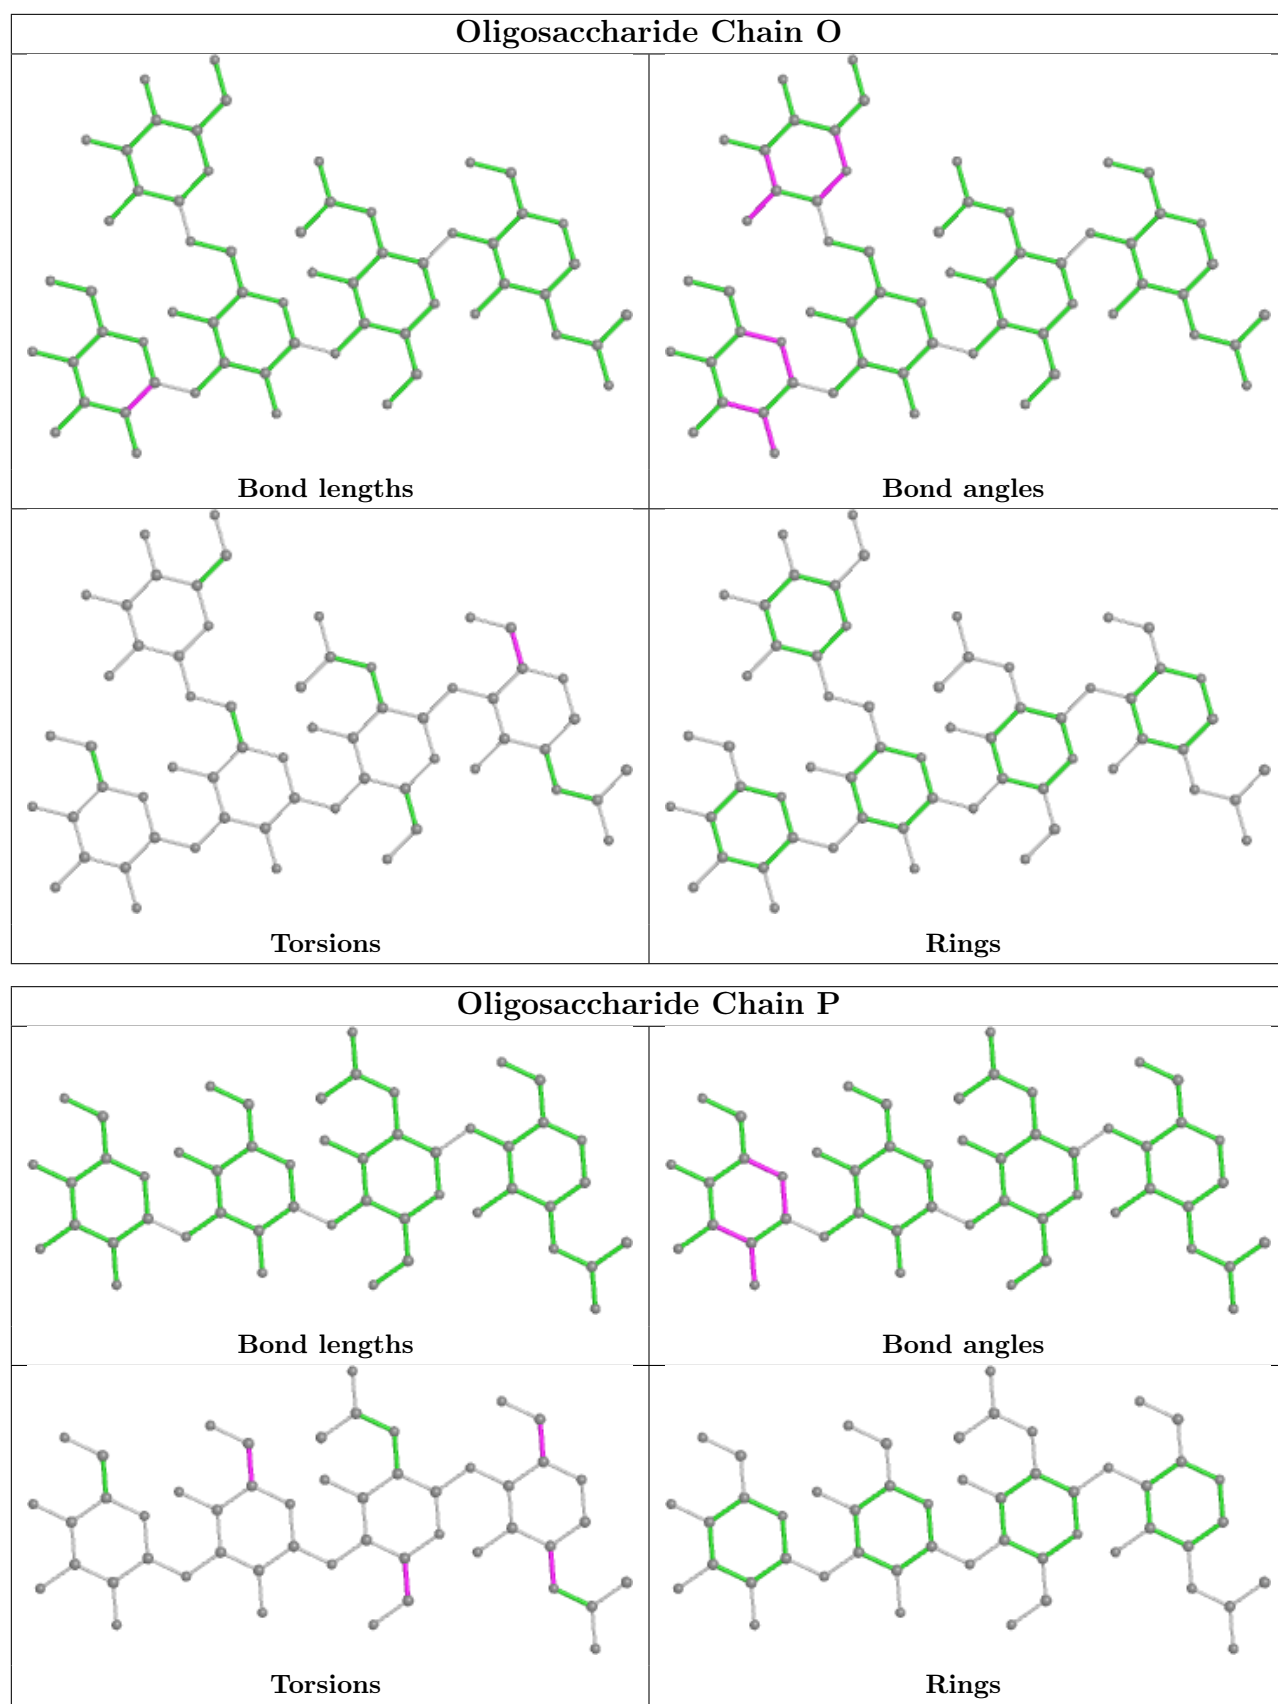 Oligosaccharide Chain O
Bond lengths
Bond angles
Torsions
Rings
Oligosaccharide Chain P
Bond lengths
Bond angles
Torsions
Rings